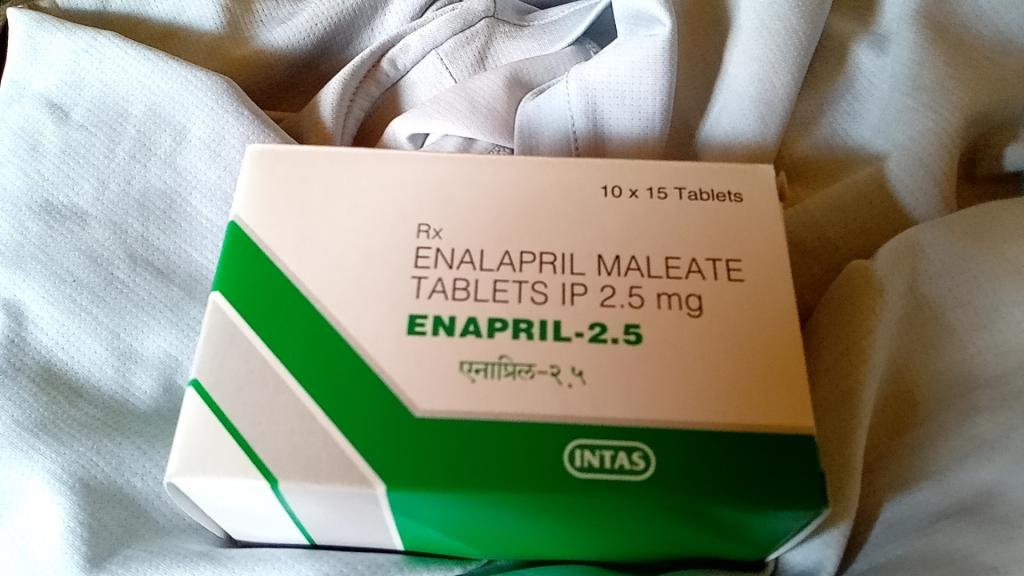 10 x 15 Tablets
Rx
ENALAPRIL MALEATE
TABLETS IP 2.5 mg
ENAPRIL-2.5
एनाप्रिल-२.५
INTAS